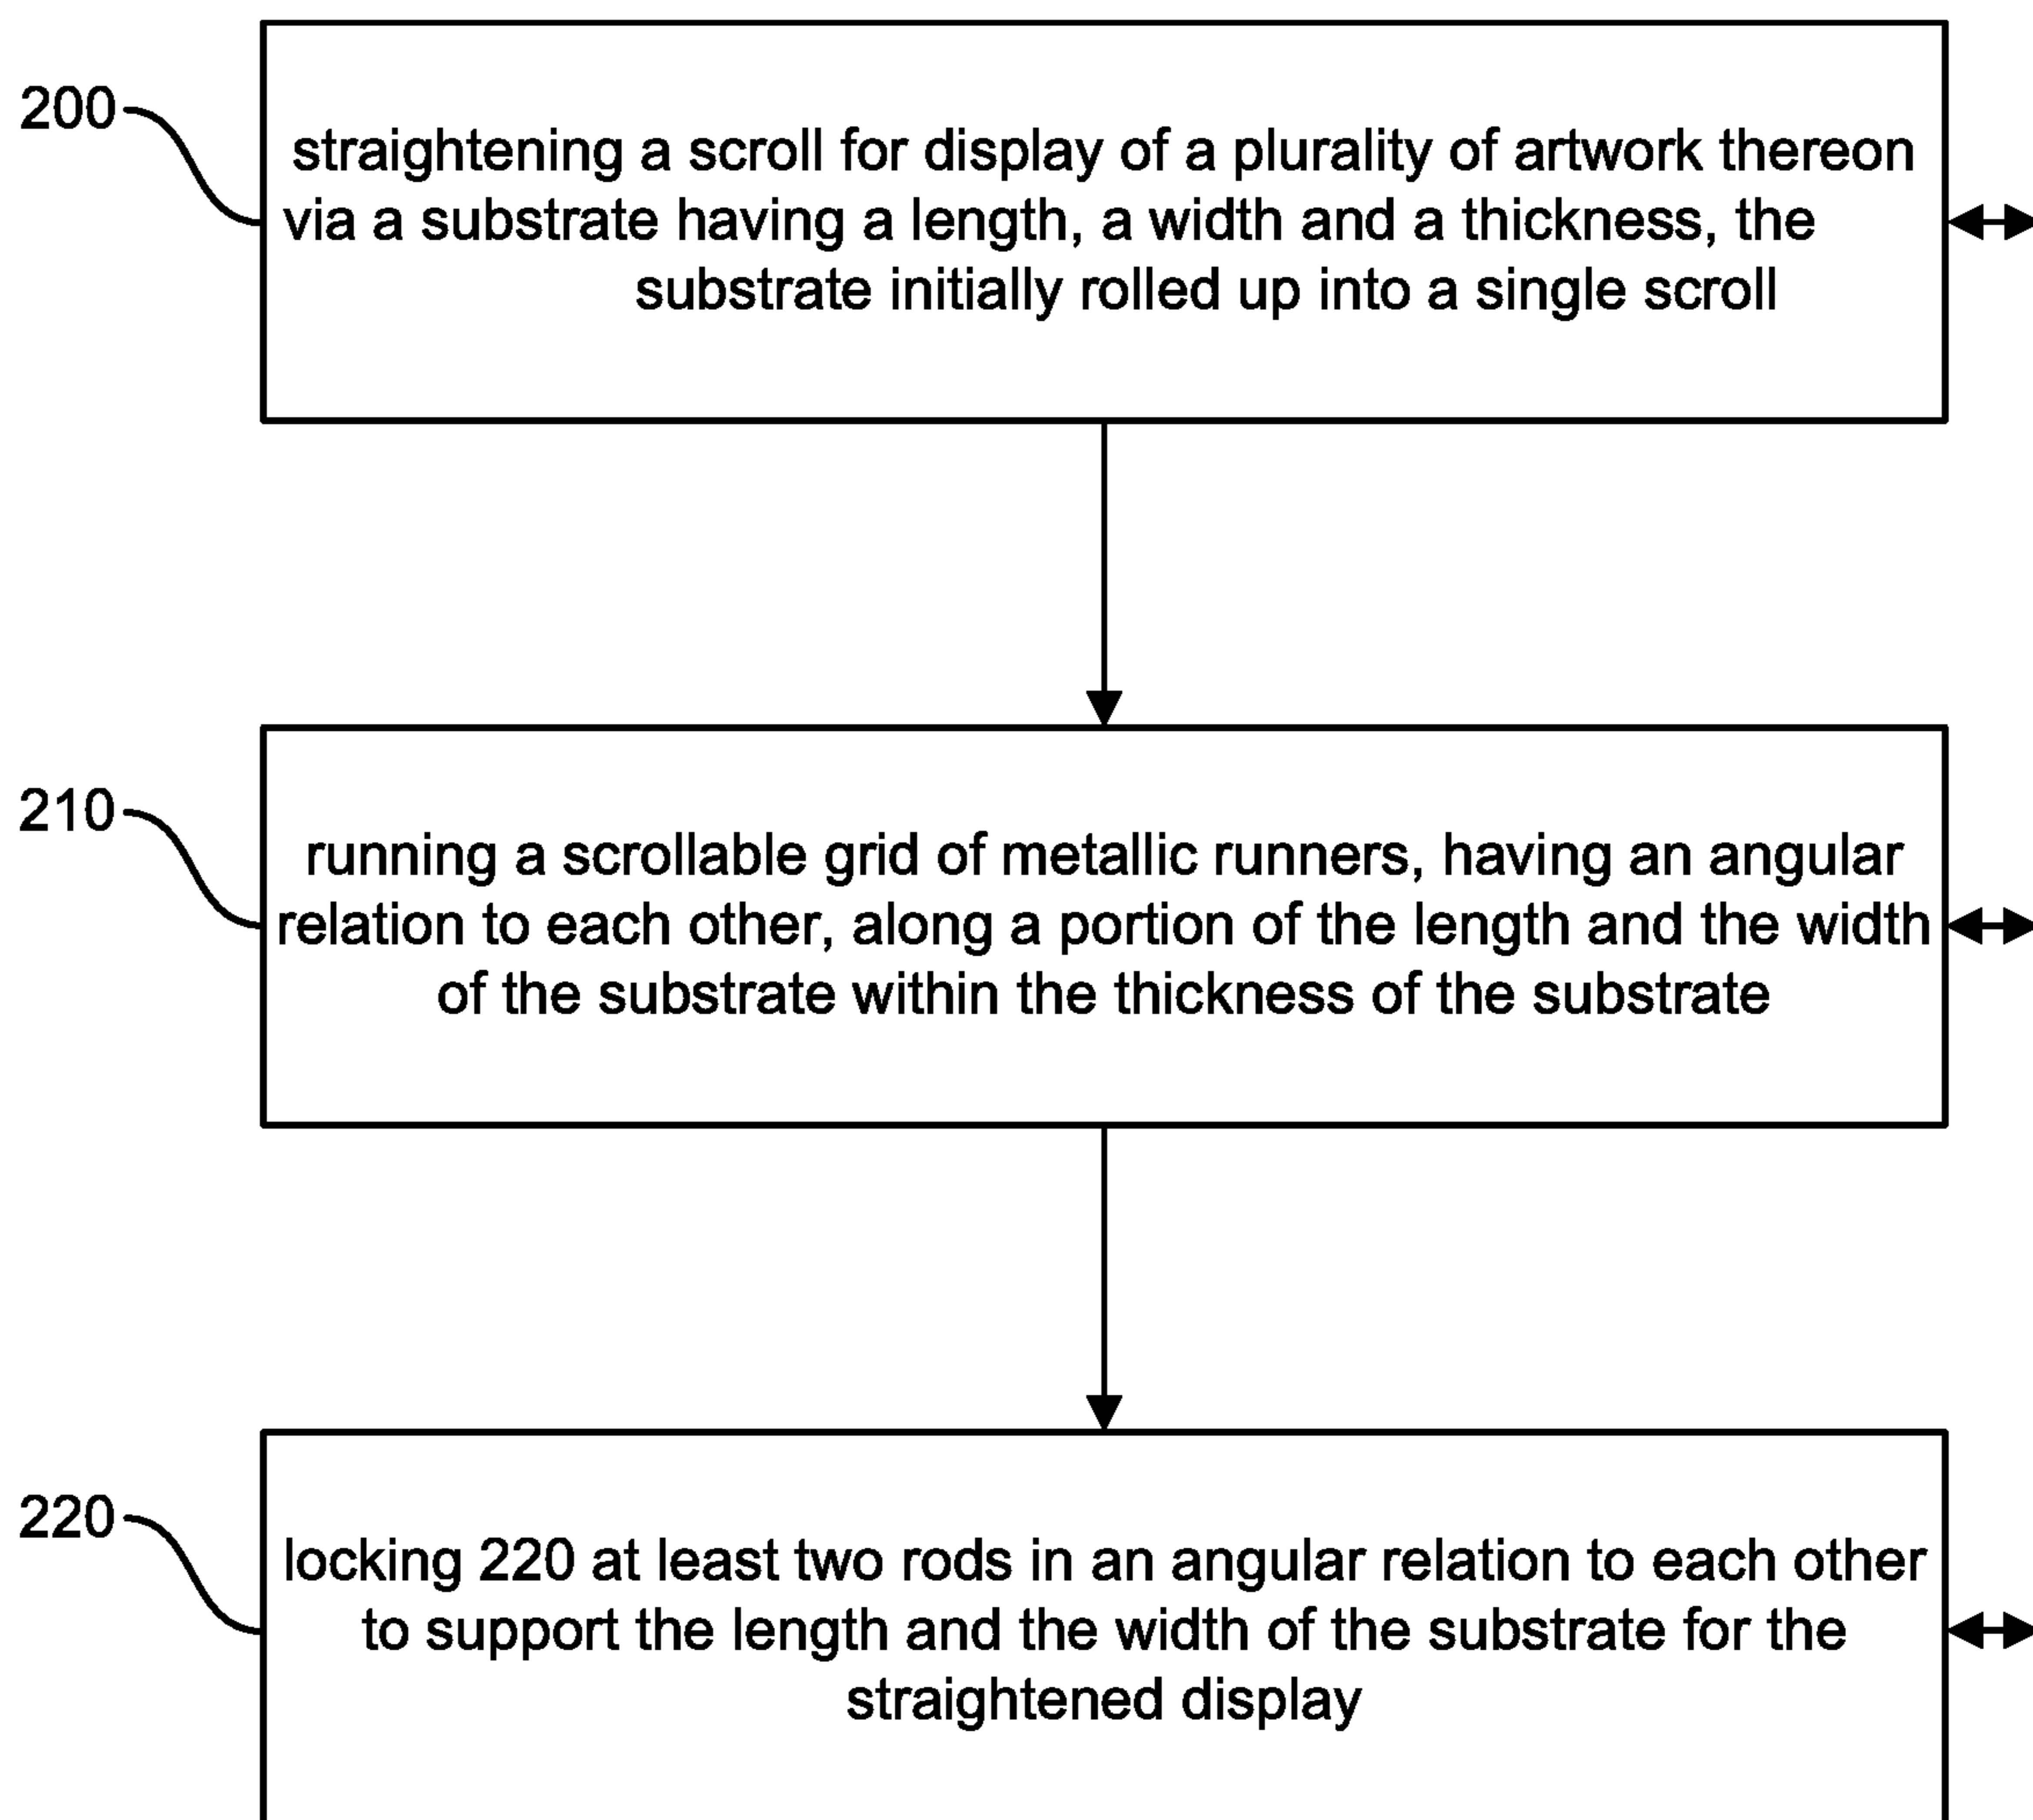 200
straightening a scroll for display of a plurality of artwork thereon
via a substrate having a length, a width and a thickness, the
substrate initially rolled up into a single scroll
210
running a scrollable grid of metallic runners, having an angular
relation to each other, along a portion of the length and the width
of the substrate within the thickness of the substrate
220
locking 220 at least two rods in an angular relation to each other
to support the length and the width of the substrate for the
straightened display